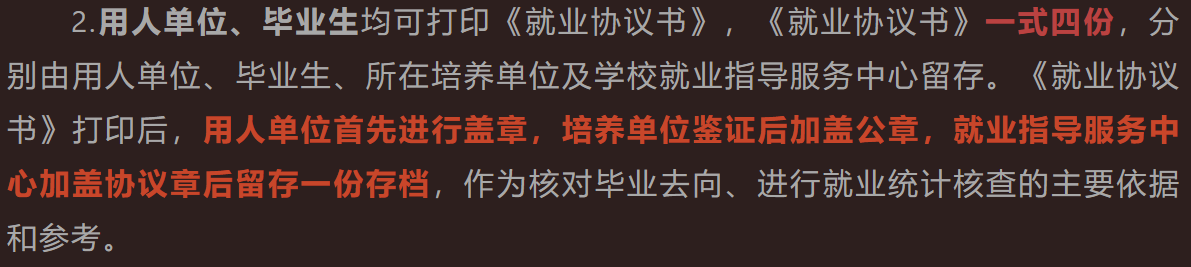 2.用人单位、毕业生均可打印《就业协议书》，《就业协议书》一式四份，分
别由用人单位、毕业生、所在培养单位及学校就业指导服务中心留存。《就业协议
书》打印后，用人单位首先进行盖章，培养单位鉴证后加盖公章，就业指导服务中
心加盖协议章后留存一份存档，作为核对毕业去向、进行就业统计核查的主要依据
和参考。